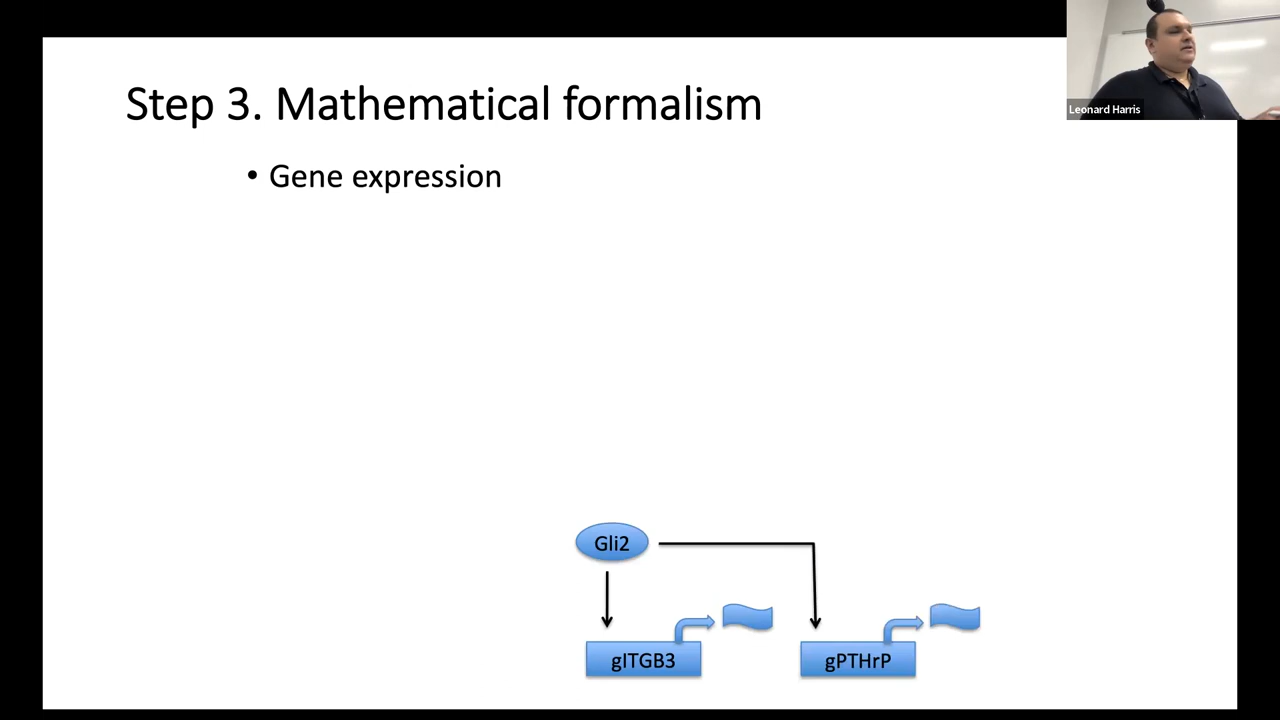 Step 3. Mathematical formalism
Leonard Harris
• Gene expression
Gli2
gITGB3
gPTHrP